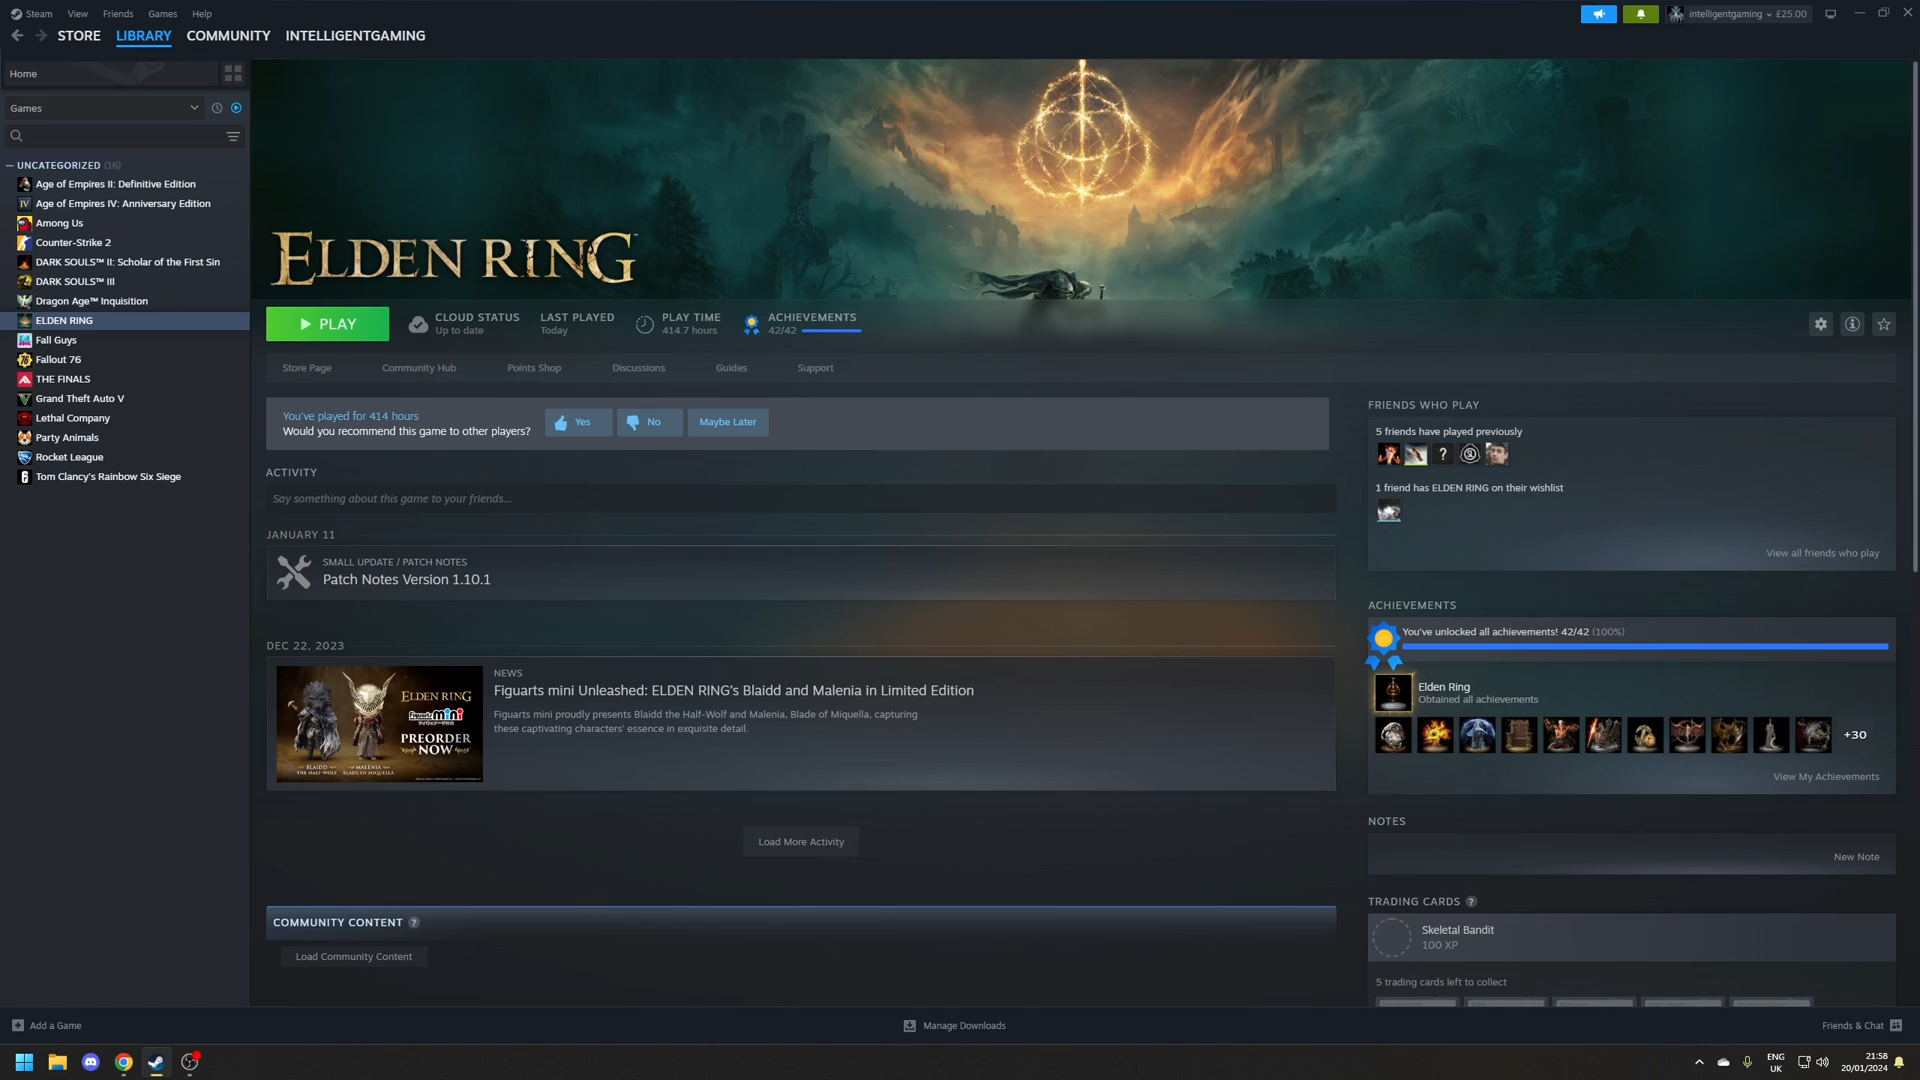 Steam View Friends Games Help
intelligentgaming £25.00
STORE LIBRARY COMMUNITY INTELLIGENTGAMING
Home
Games
UNCATEGORIZED (16)
Age of Empires II: Definitive Edition
Age of Empires IV: Anniversary Edition
Among Us
Counter-Strike 2
DARK SOULS™ II: Scholar of the First Sin
DARK SOULS™ III
Dragon Age™ Inquisition
ELDEN RING
Fall Guys
Fallout 76
THE FINALS
Grand Theft Auto V
Lethal Company
Party Animals
Rocket League
Tom Clancy's Rainbow Six Siege
ELDEN RING™
PLAY
CLOUD STATUS
Up to date
LAST PLAYED
Today
PLAY TIME
414.7 hours
ACHIEVEMENTS
42/42
Store Page Community Hub Points Shop Discussions Guides Support
You've played for 414 hours
Would you recommend this game to other players?
Yes No Maybe Later
ACTIVITY
Say something about this game to your friends...
JANUARY 11
SMALL UPDATE / PATCH NOTES
Patch Notes Version 1.10.1
DEC 22, 2023
ELDEN RING
Figuarts mini
PREORDER
NOW
BLAIDD
THE HALF-WOLF
MALENIA
BLADE OF MIQUELLA
NEWS
Figuarts mini Unleashed: ELDEN RING's Blaidd and Malenia in Limited Edition
Figuarts mini proudly presents Blaidd the Half-Wolf and Malenia, Blade of Miquella, capturing
these captivating characters' essence in exquisite detail.
Load More Activity
COMMUNITY CONTENT ?
Load Community Content
FRIENDS WHO PLAY
5 friends have played previously
?
1 friend has ELDEN RING on their wishlist
View all friends who play
ACHIEVEMENTS
You've unlocked all achievements! 42/42 (100%)
Elden Ring
Obtained all achievements
+30
View My Achievements
NOTES
New Note
TRADING CARDS ?
Skeletal Bandit
100 XP
5 trading cards left to collect
Add a Game
Manage Downloads
Friends & Chat
ENG
UK
21:58
20/01/2024